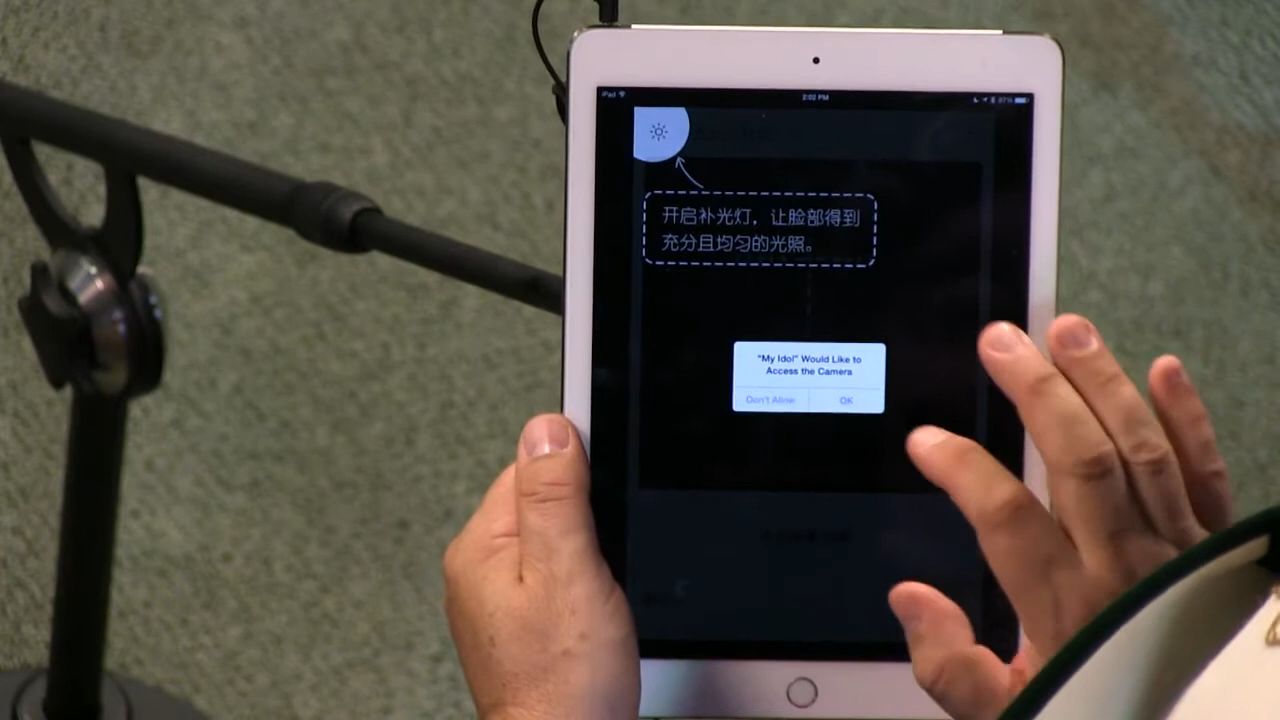 iPad
2:02 PM
97%
开启补光灯，让脸部得到
充分且均匀的光照。
"My Idol" Would Like to
Access the Camera
Don't Allow
OK